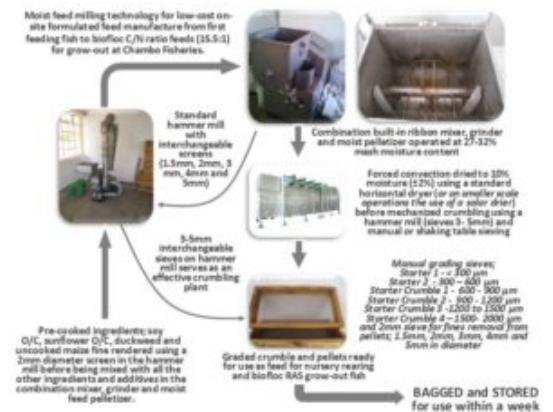 Moist feed milling technology for low-cost on-
site formulated feed manufacture from first
feeding fish to biofloc C/N ratio feeds (15.5:1)
for grow-out at Chambo Fisheries.
Standard
hammer mill
with
interchangeable
screens
(1.5mm, 2mm, 3
mm, 4mm and
5mm)
Combination built-in ribbon mixer, grinder
and moist pelletizer operated at 27-32%
mash moisture content
Forced convection dried to 10%
moisture (±2%) using a standard
horizontal dryer (or on smaller scale
operations the use of a solar drier)
before mechanized crumbling using a
hammer mill (sieves 3- 5mm) and
manual or shaking table sieving
3-5mm
interchangeable
sieves on hammer
mill serves as an
effective crumbling
plant
Manual grading sieves;
Starter 1 - < 300 µm
Starter 2 - 300 – 600 µm
Starter Crumble 1 - 600 - 900 µm
Starter Crumble 2 - 900 - 1200 µm
Starter Crumble 3 -1200 to 1500 µm
Starter Crumble 4 – 1500- 2000 µm
and 2mm sieve for fines removal from
pellets; 1.5mm, 2mm, 3mm, 4mm and
5mm in diameter
Pre-cooked ingredients; soy
O/C, sunflower O/C, duckweed and
uncooked maize fine rendered using a
2mm diameter screen in the hammer
mill before being mixed with all the
other ingredients and additives in the
combination mixer, grinder and moist
feed pelletizer.
Graded crumble and pellets ready
for use as feed for nursery rearing
and biofloc RAS grow-out fish
BAGGED and STORED
for use within a week